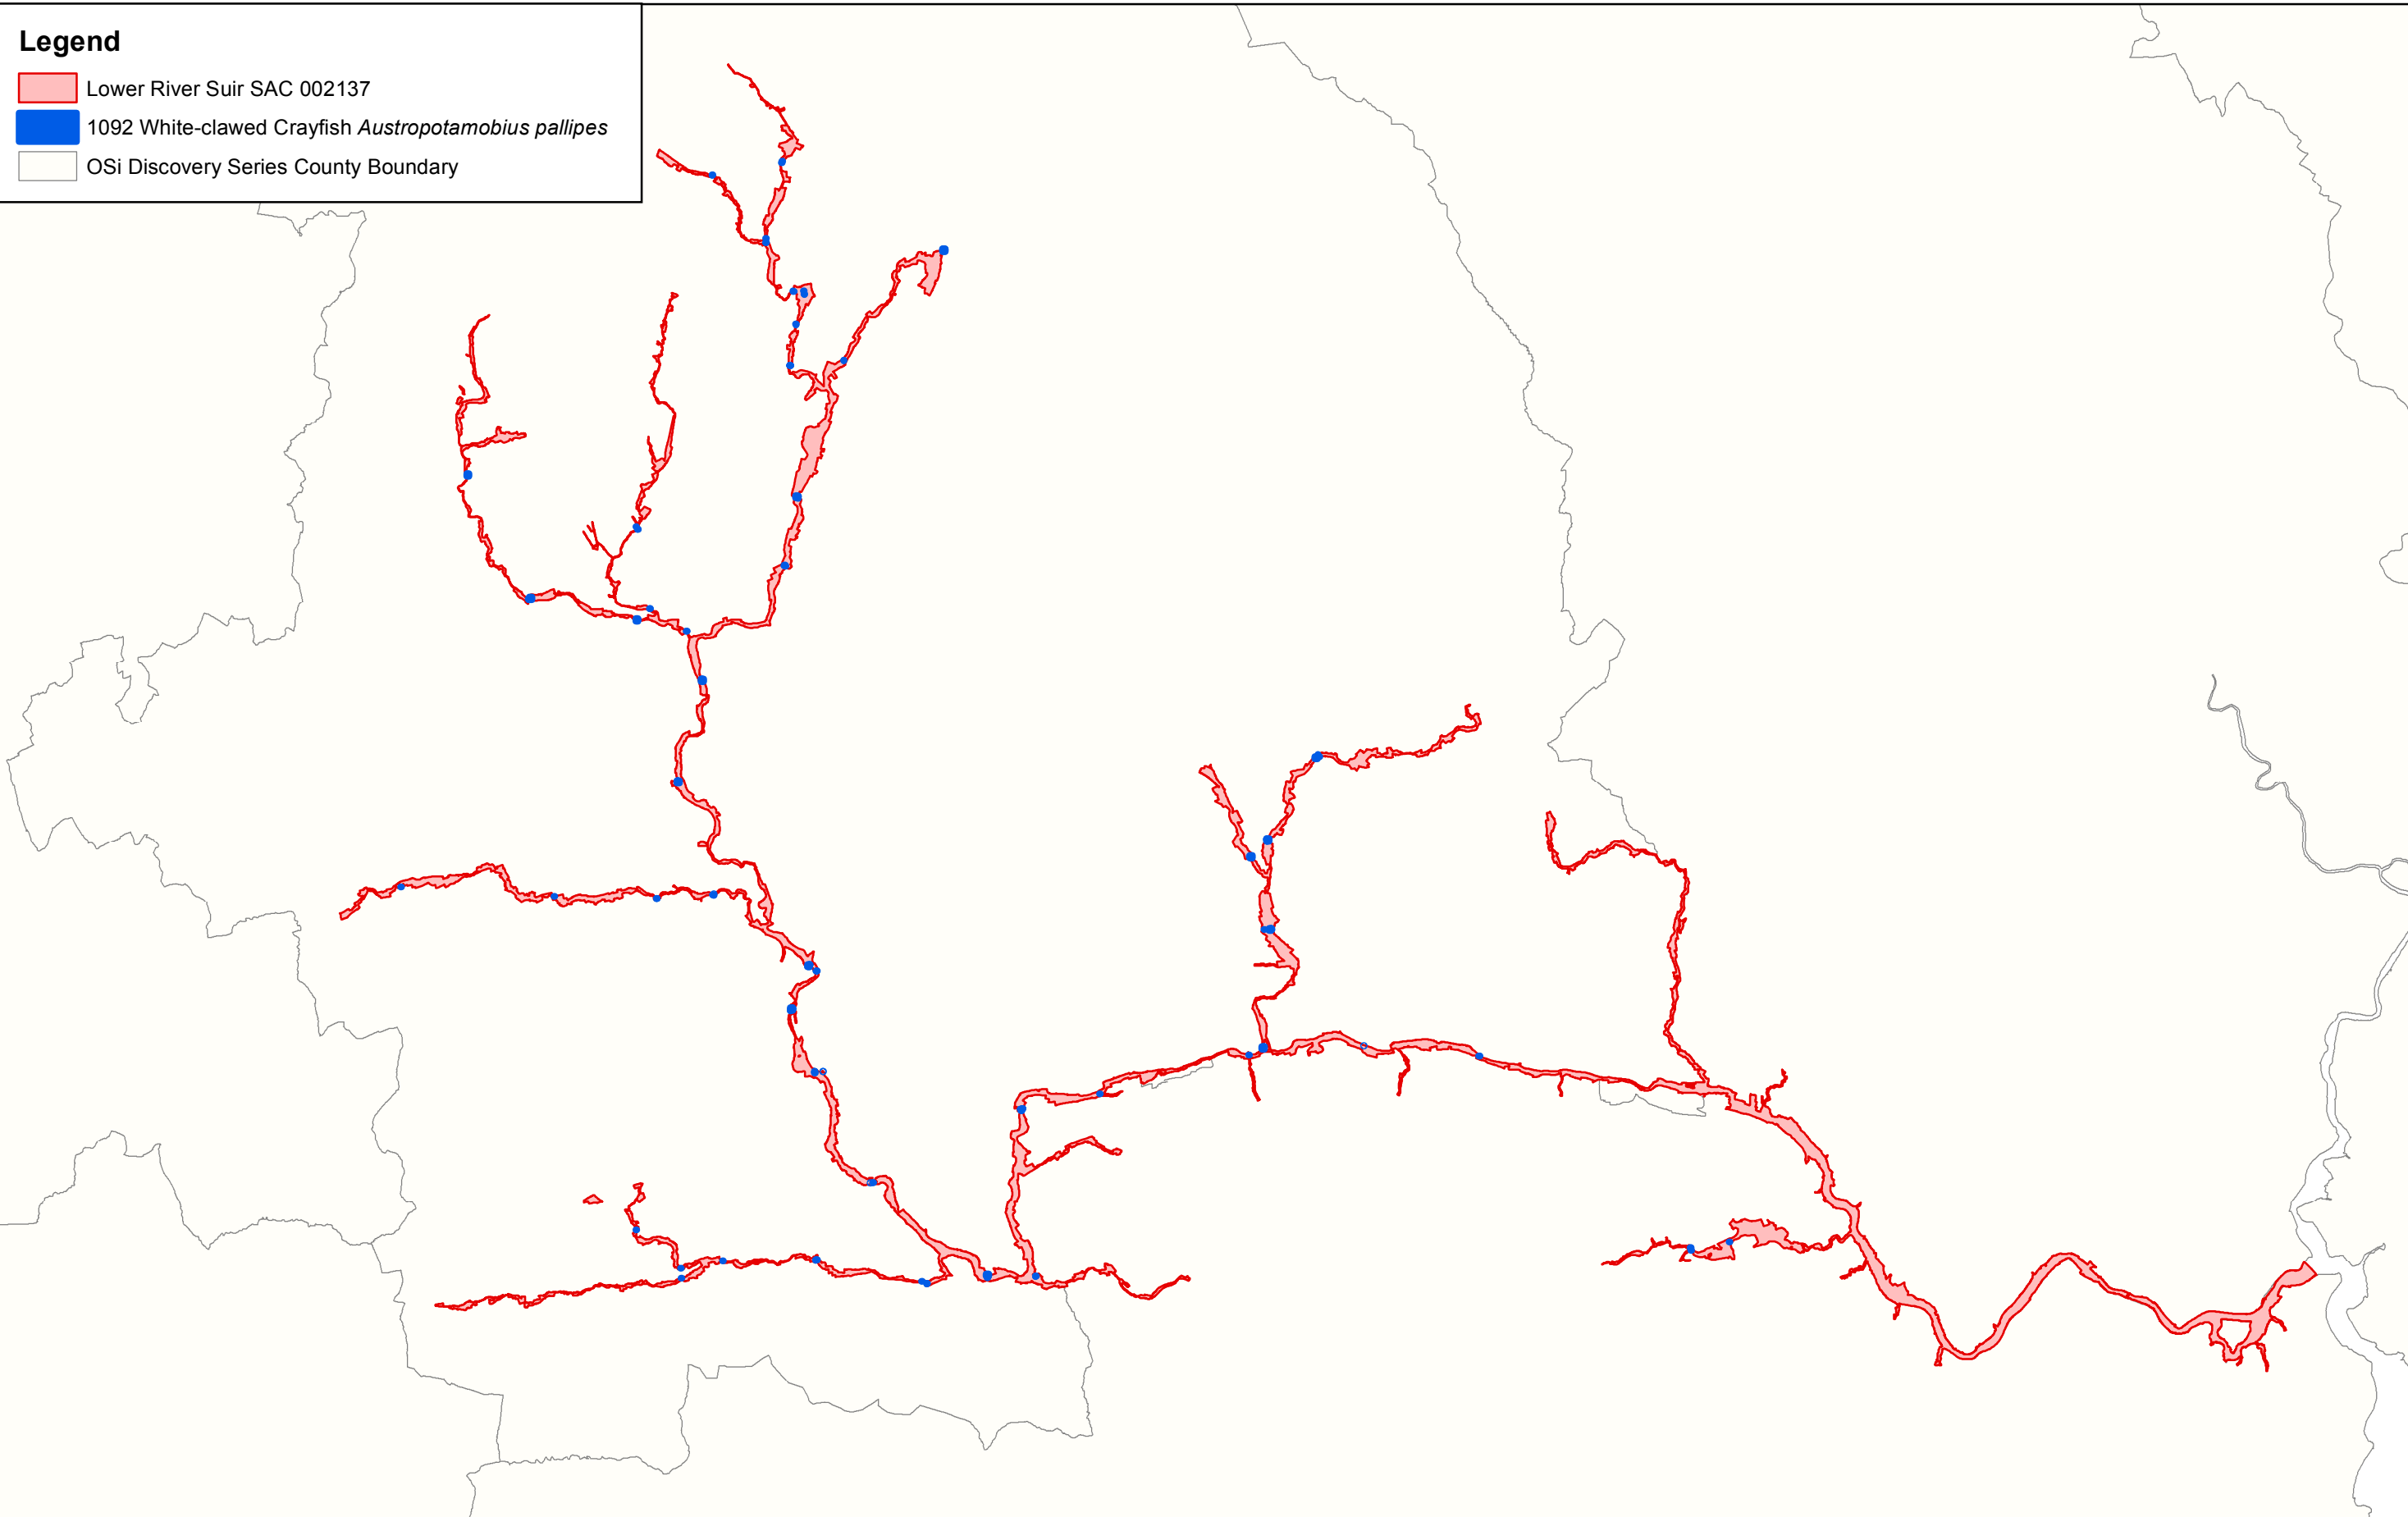 Legend
Lower River Suir SAC 002137
1092 White-clawed Crayfish Austropotamobius pallipes
OSi Discovery Series County Boundary